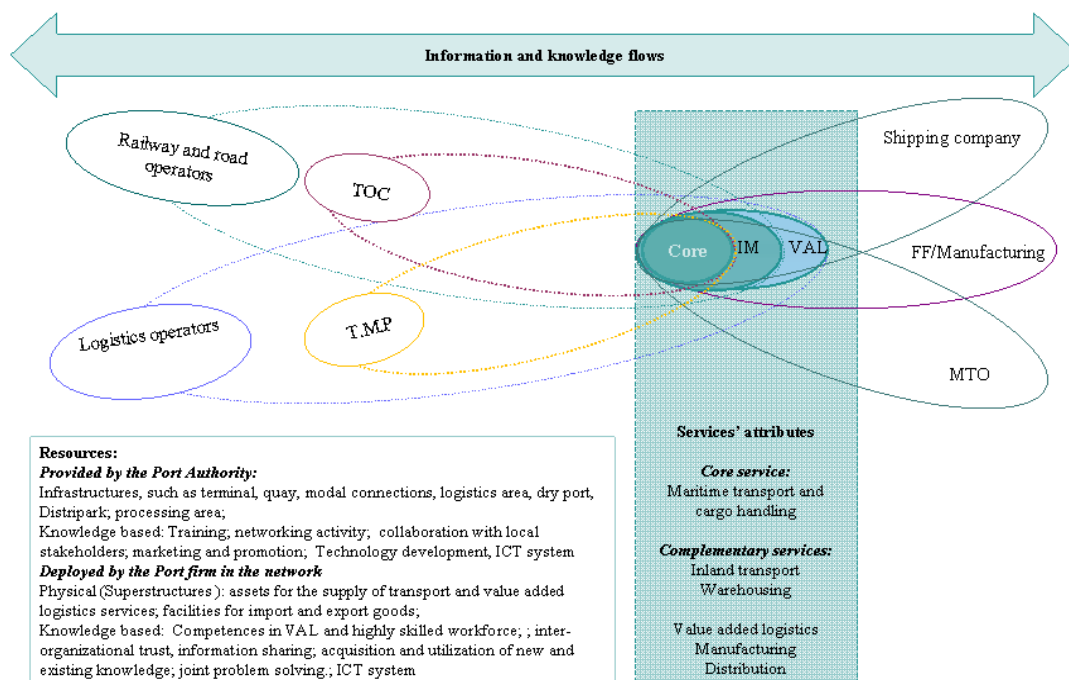 Information and knowledge flows
Railway and road
operators
TOC
Shipping company
Core
IM
VAL
FF/Manufacturing
Logistics operators
T.M.P
MTO
Resources:
Provided by the Port Authority:
Infrastructures, such as terminal, quay, modal connections, logistics area, dry port,
Distripark; processing area;
Knowledge based: Training; networking activity; collaboration with local
stakeholders; marketing and promotion; Technology development, ICT system
Deployed by the Port firm in the network
Physical (Superstructures): assets for the supply of transport and value added
logistics services; facilities for import and export goods;
Knowledge based: Competences in VAL and highly skilled workforce; ; inter-
organizational trust, information sharing; acquisition and utilization of new and
existing knowledge; joint problem solving.; ICT system
Services' attributes
Core service:
Maritime transport and
cargo handling
Complementary services:
Inland transport
Warehousing
Value added logistics
Manufacturing
Distribution